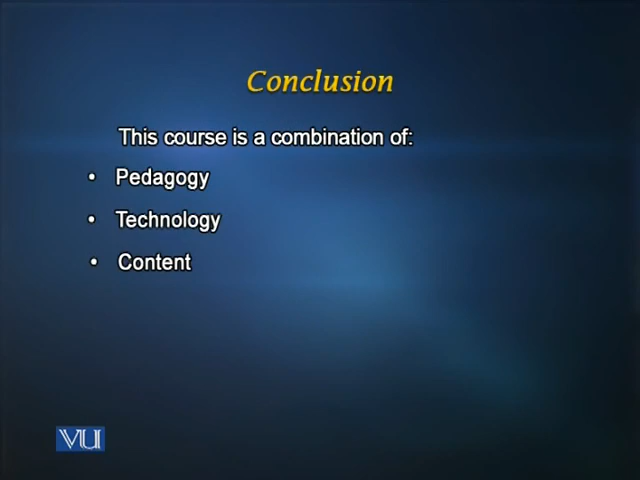 Conclusion
This course is a combination of:
• Pedagogy
• Technology
• Content
VU